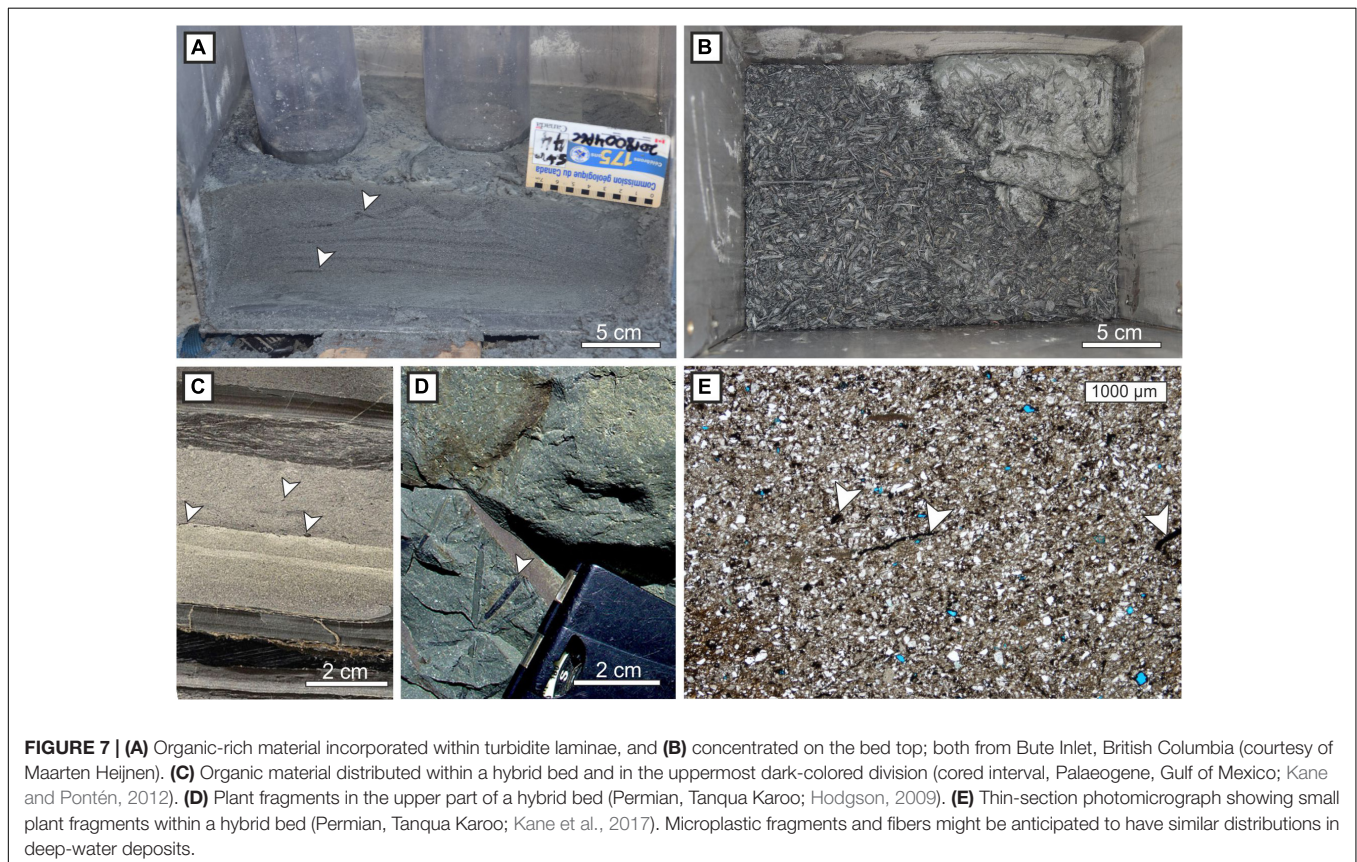 A
Canada
2018004PGC
Commission géologique du Canada
175
5 cm
B
5 cm
C
2 cm
D
S
2 cm
E
1000 µm
FIGURE 7 | (A) Organic-rich material incorporated within turbidite laminae, and (B) concentrated on the bed top; both from Bute Inlet, British Columbia (courtesy of
Maarten Heijnen). (C) Organic material distributed within a hybrid bed and in the uppermost dark-colored division (cored interval, Palaeogene, Gulf of Mexico; Kane
and Pontén, 2012). (D) Plant fragments in the upper part of a hybrid bed (Permian, Tanqua Karoo; Hodgson, 2009). (E) Thin-section photomicrograph showing small
plant fragments within a hybrid bed (Permian, Tanqua Karoo; Kane et al., 2017). Microplastic fragments and fibers might be anticipated to have similar distributions in
deep-water deposits.